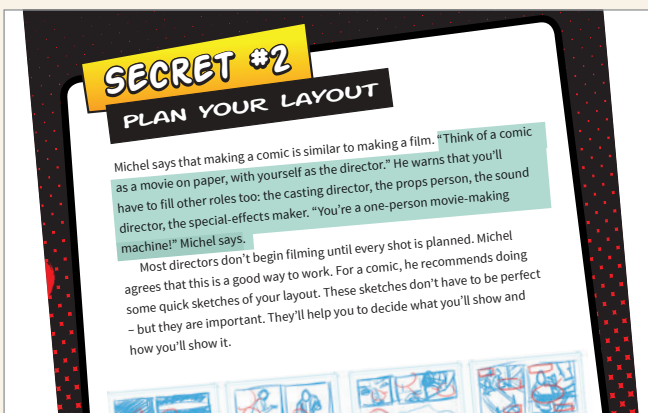 SECRET #2
PLAN YOUR LAYOUT
Michel says that making a comic is similar to making a film. “Think of a comic
as a movie on paper, with yourself as the director.” He warns that you’ll
have to fill other roles too: the casting director, the props person, the sound
director, the special-effects maker. “You’re a one-person movie-making
machine!” Michel says.
Most directors don’t begin filming until every shot is planned. Michel
agrees that this is a good way to work. For a comic, he recommends doing
some quick sketches of your layout. These sketches don’t have to be perfect
– but they are important. They’ll help you to decide what you’ll show and
how you’ll show it.